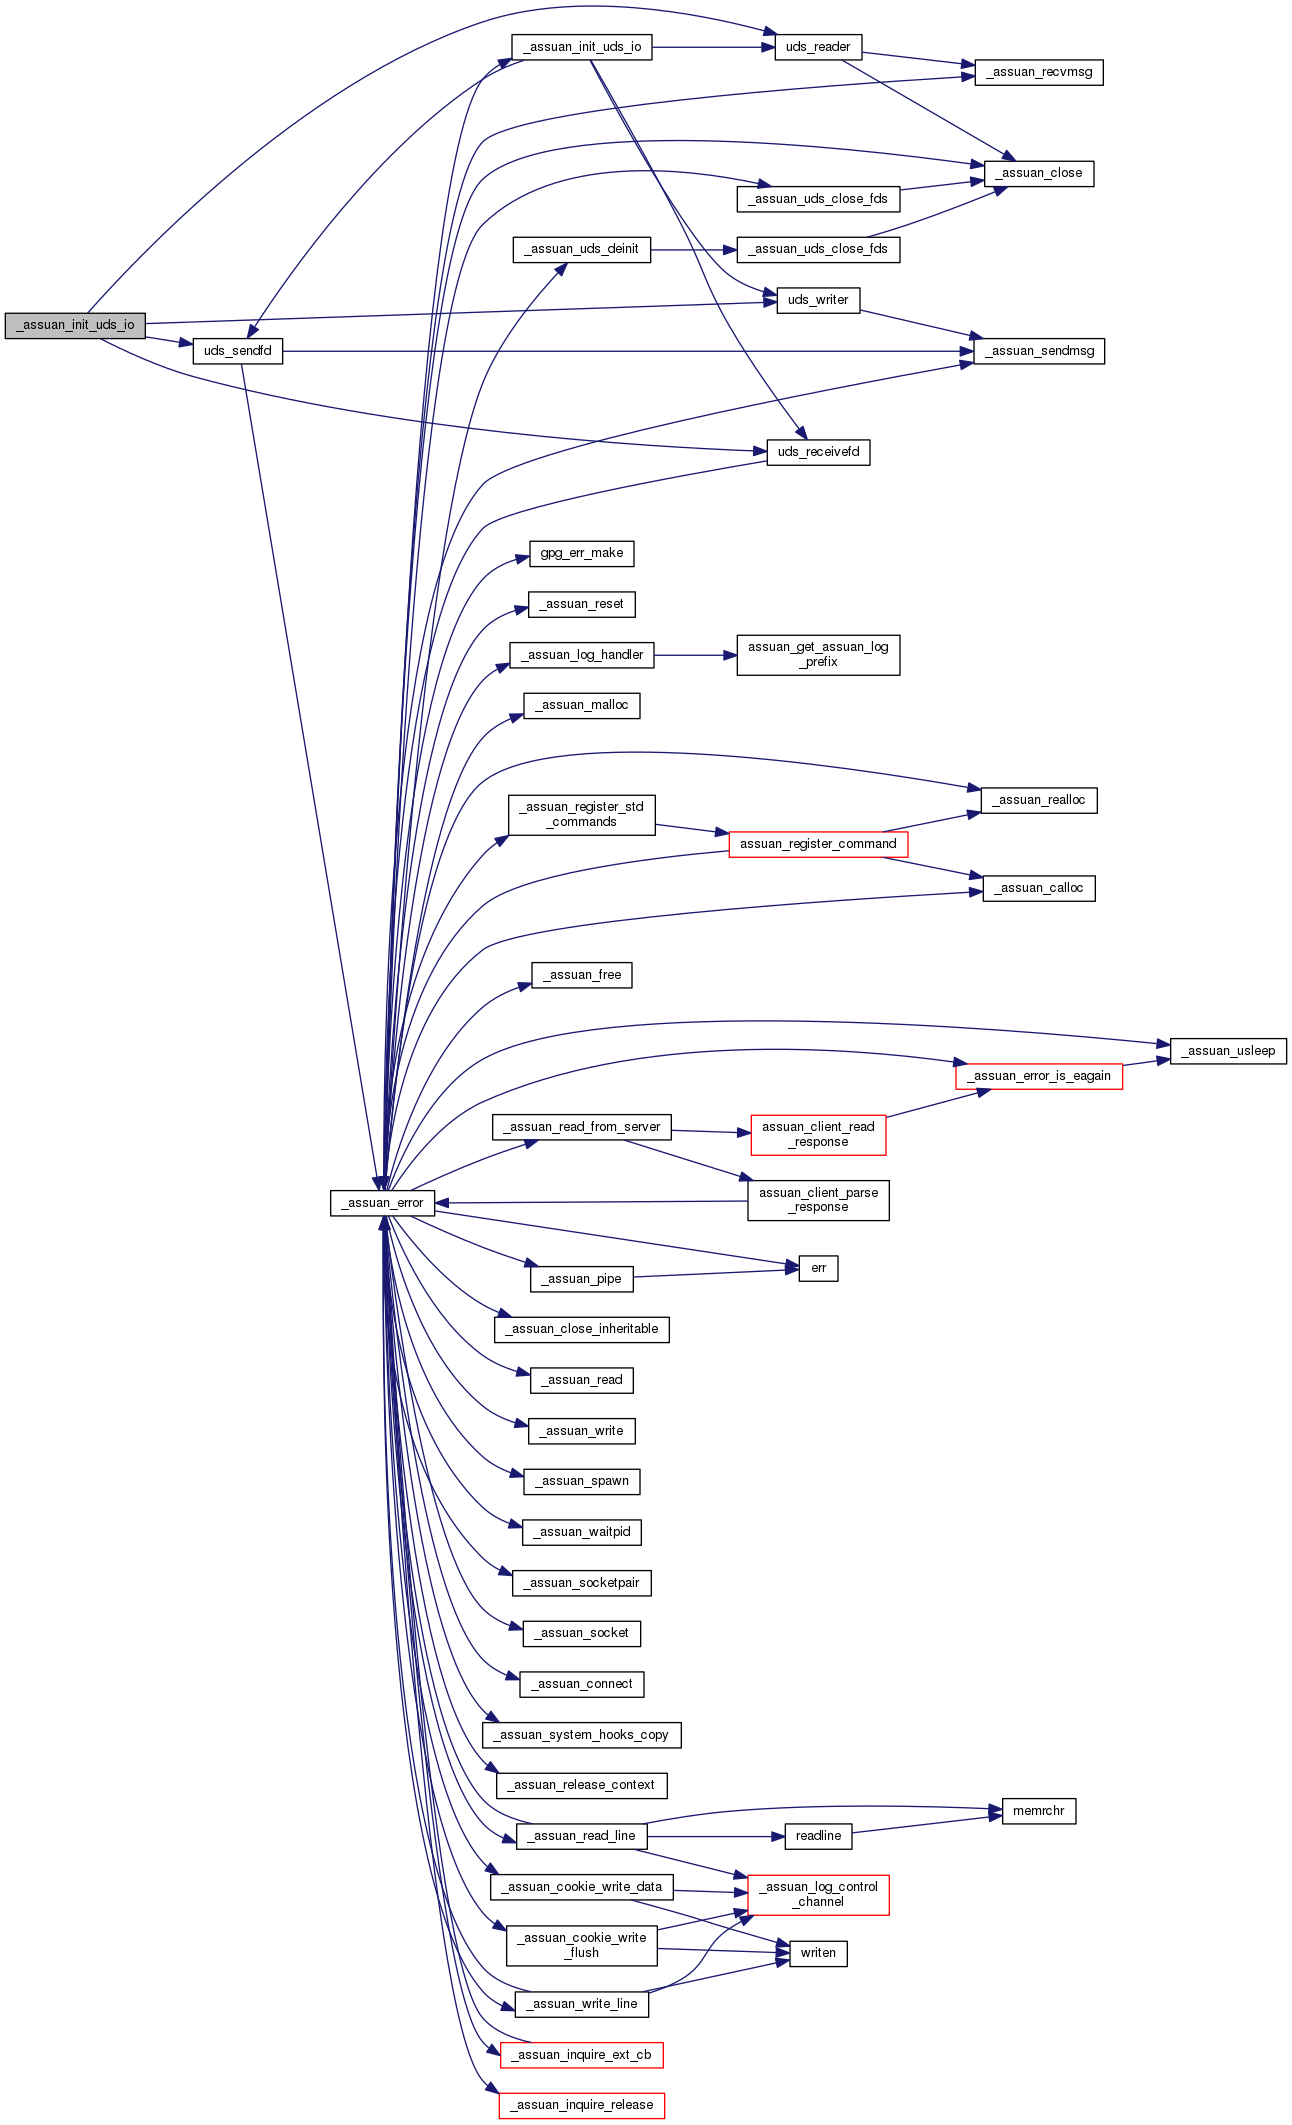 _assuan_init_uds_io
uds_reader
_assuan_recvmsg
_assuan_close
_assuan_uds_close_fds
_assuan_uds_deinit
_assuan_uds_close_fds
uds_writer
_assuan_init_uds_io
uds_sendfd
_assuan_sendmsg
uds_receivefd
gpg_err_make
_assuan_reset
_assuan_log_handler
assuan_get_assuan_log
_prefix
_assuan_malloc
_assuan_realloc
_assuan_register_std
_commands
assuan_register_command
_assuan_calloc
_assuan_free
_assuan_usleep
_assuan_error_is_eagain
_assuan_read_from_server
assuan_client_read
_response
assuan_client_parse
_response
_assuan_error
err
_assuan_pipe
_assuan_close_inheritable
_assuan_read
_assuan_write
_assuan_spawn
_assuan_waitpid
_assuan_socketpair
_assuan_socket
_assuan_connect
_assuan_system_hooks_copy
_assuan_release_context
memrchr
_assuan_read_line
readline
_assuan_cookie_write_data
_assuan_log_control
_channel
_assuan_cookie_write
_flush
writen
_assuan_write_line
_assuan_inquire_ext_cb
_assuan_inquire_release